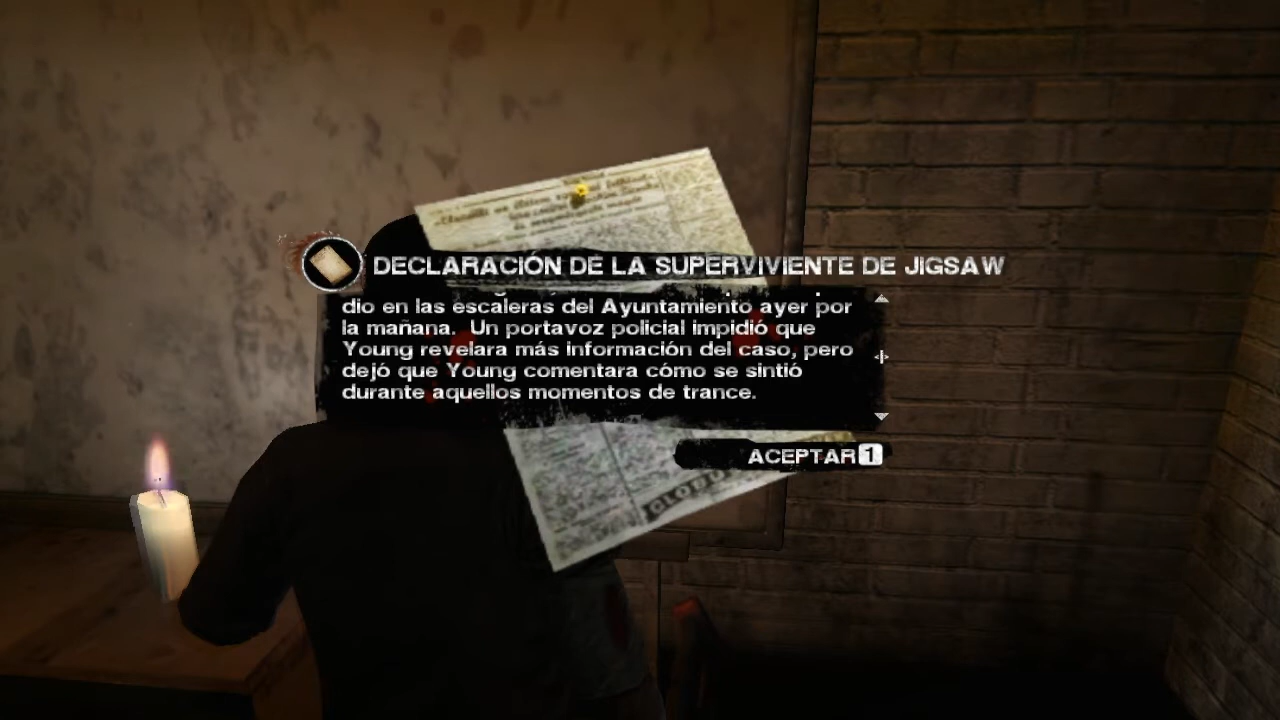 DECLARACIÓN DE LA SUPERVIVIENTE DE JIGSAW
dio en las escaleras del Ayuntamiento ayer por
la mañana. Un portavoz policial impidió que
Young revelara más información del caso, pero
dejó que Young comentara cómo se sintió
durante aquellos momentos de trance.
ACEPTAR 1